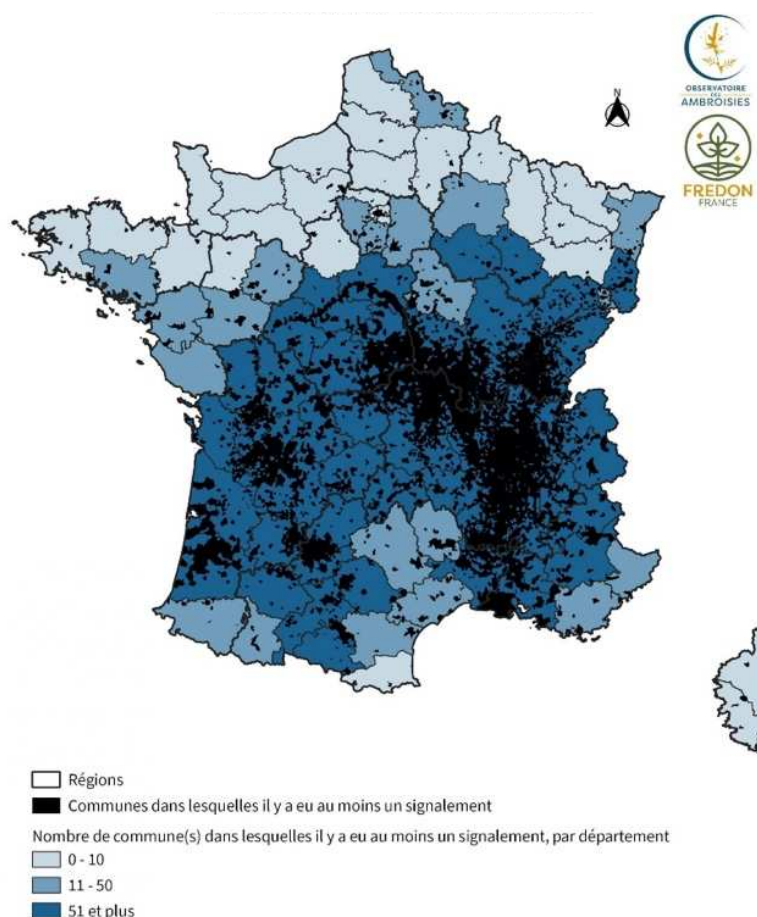 OBSERVATOIRE
DES
AMBROISIES
N
FREDON
FRANCE
Régions
Communes dans lesquelles il y a eu au moins un signalement
Nombre de commune(s) dans lesquelles il y a eu au moins un signalement, par département
0 - 10
11 - 50
51 et plus